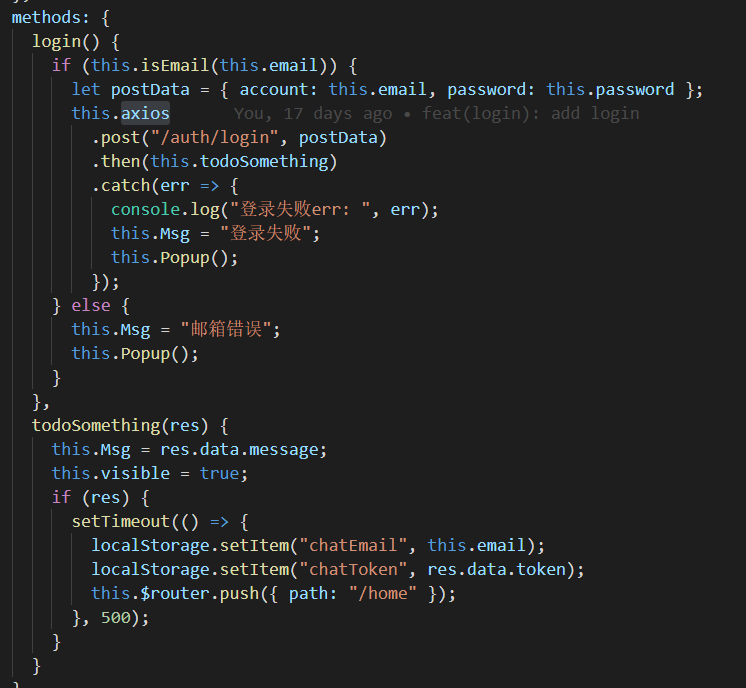 methods: {
login() {
if (this.isEmail(this.email)) {
let postData = { account: this.email, password: this.password };
this.axios You, 17 days ago • feat(login): add login
.post("/auth/login", postData)
.then(this.todoSomething)
.catch(err => {
console.log("登录失败err: ", err);
this.Msg = "登录失败";
this.Popup();
});
} else {
this.Msg = "邮箱错误";
this.Popup();
}
},
todoSomething(res) {
this.Msg = res.data.message;
this.visible = true;
if (res) {
setTimeout(() => {
localStorage.setItem("chatEmail", this.email);
localStorage.setItem("chatToken", res.data.token);
this.$router.push({ path: "/home" });
}, 500);
}
}